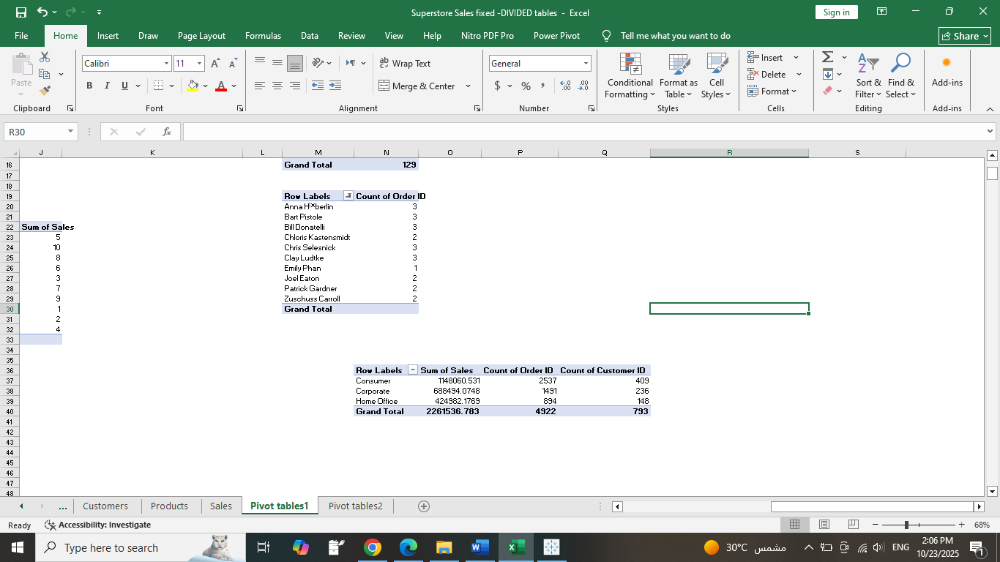 Superstore Sales fixed -DIVIDED tables - Excel
Sign in
File Home Insert Draw Page Layout Formulas Data Review View Help Nitro PDF Pro Power Pivot Tell me what you want to do Share
Paste
Clipboard
Calibri 11
B I U
Font
ab Wrap Text
Merge & Center
Alignment
General
$ % ,
Number
Conditional Formatting
Format as Table
Cell Styles
Styles
Insert
Delete
Format
Cells
Sort & Filter
Find & Select
Editing
Add-ins
Add-ins
R30
fx
J K L M N O P Q R S
16 Grand Total 129
17
18
19 Row Labels Count of Order ID
20 3
21 Bart Pistole 3
22 Sum of Sales Bill Donatelli 3
23 5 Chloris Kastensmidt 2
24 10 Chris Selesnick 3
25 8 Clay Ludtke 3
26 6 Emily Phan 1
27 3 Joel Eaton 2
28 7 Patrick Gardner 2
29 9 Zuschuss Carroll 2
30 1 Grand Total
31 2
32 4
33
34
35
36 Row Labels Sum of Sales Count of Order ID Count of Customer ID
37 Consumer 1148060.531 2537 409
38 Corporate 688494.0748 1491 236
39 Home Office 424982.1769 894 148
40 Grand Total 2261536.783 4922 793
41
42
43
44
45
46
47
48
... Customers Products Sales Pivot tables1 Pivot tables2
Ready Accessibility: Investigate 68%
Type here to search
30°C مشمس
ENG
2:06 PM
10/23/2025
1